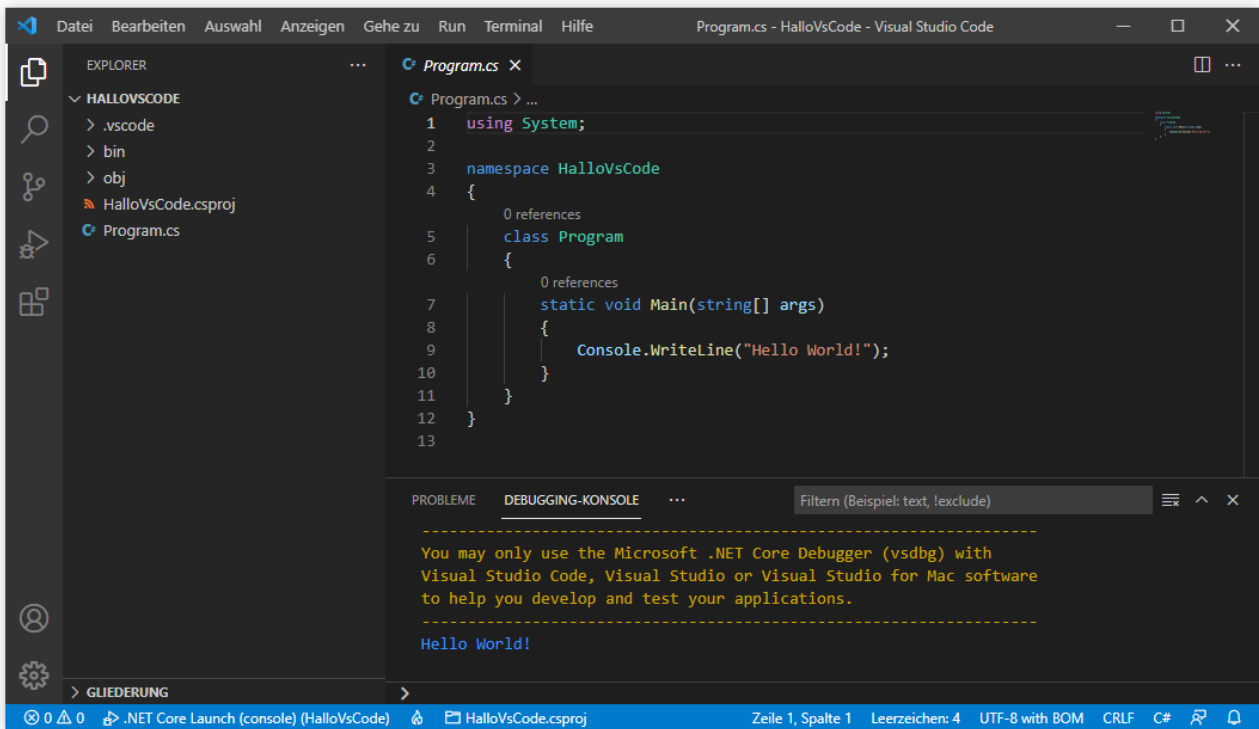 Datei Bearbeiten Auswahl Anzeigen Gehe zu Run Terminal Hilfe Program.cs - HalloVsCode - Visual Studio Code
EXPLORER ...
HALLOVSCODE
.vscode
bin
obj
HalloVsCode.csproj
Program.cs
GLIEDERUNG
Program.cs
Program.cs > ...
1 using System;
2
3 namespace HalloVsCode
4 {
0 references
5 class Program
6 {
0 references
7 static void Main(string[] args)
8 {
9 Console.WriteLine("Hello World!");
10 }
11 }
12 }
13
PROBLEME DEBUGGING-KONSOLE ... Filtern (Beispiel: text, !exclude)
-------------------------------------------------------------------
You may only use the Microsoft .NET Core Debugger (vsdbg) with
Visual Studio Code, Visual Studio or Visual Studio for Mac software
to help you develop and test your applications.
-------------------------------------------------------------------
Hello World!
>
0 0 .NET Core Launch (console) (HalloVsCode) HalloVsCode.csproj Zeile 1, Spalte 1 Leerzeichen: 4 UTF-8 with BOM CRLF C#